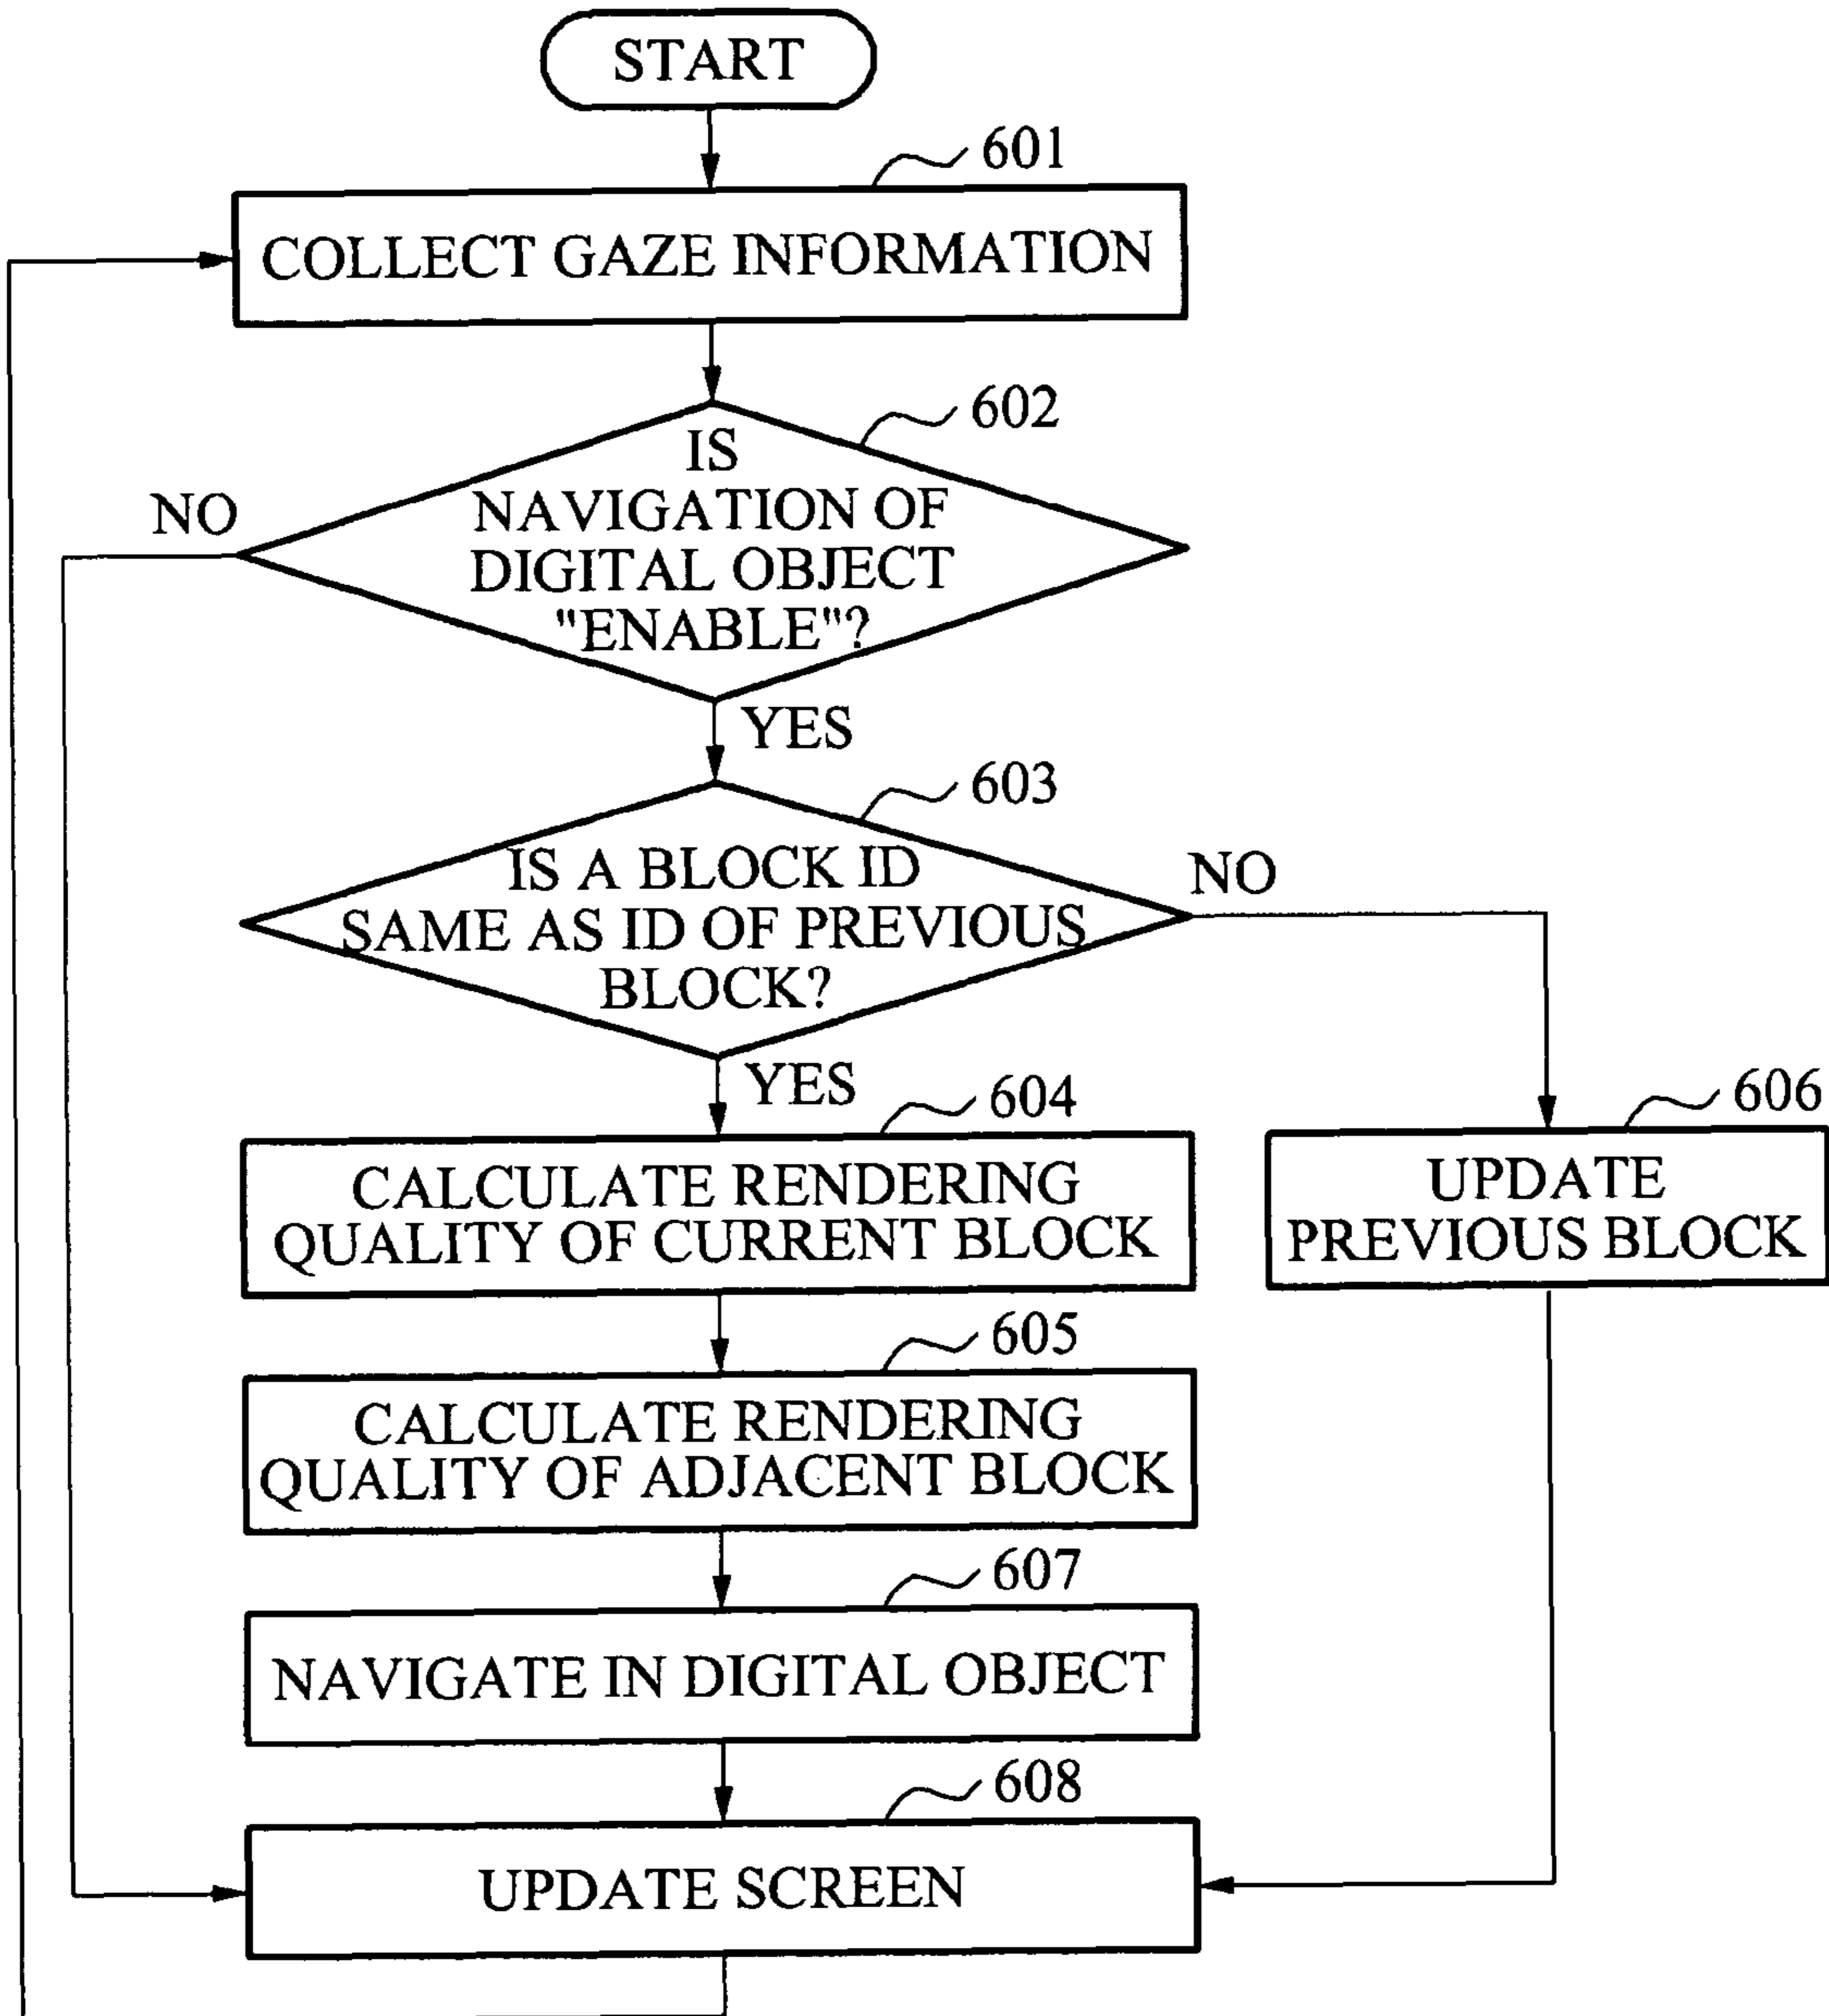 START
601
COLLECT GAZE INFORMATION
602
IS
NAVIGATION OF
DIGITAL OBJECT
"ENABLE"?
NO
YES
603
IS A BLOCK ID
SAME AS ID OF PREVIOUS
BLOCK?
NO
YES
604
CALCULATE RENDERING
QUALITY OF CURRENT BLOCK
606
UPDATE
PREVIOUS BLOCK
605
CALCULATE RENDERING
QUALITY OF ADJACENT BLOCK
607
NAVIGATE IN DIGITAL OBJECT
608
UPDATE SCREEN